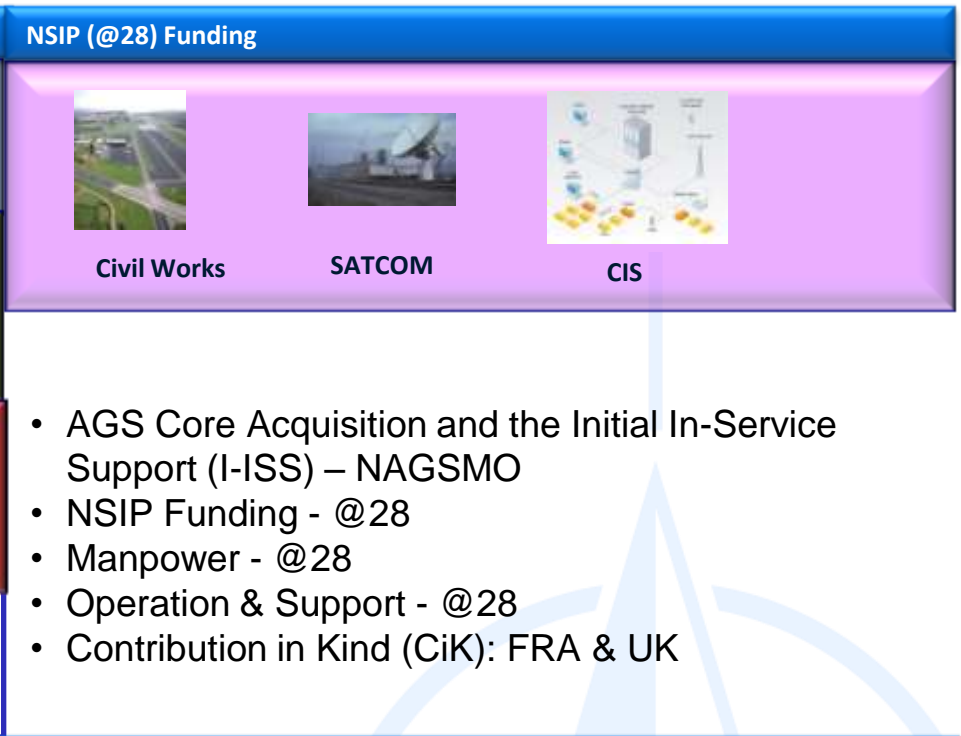 NSIP (@28) Funding
Civil Works
SATCOM
CIS
• AGS Core Acquisition and the Initial In-Service
Support (I-ISS) – NAGSMO
• NSIP Funding - @28
• Manpower - @28
• Operation & Support - @28
• Contribution in Kind (CiK): FRA & UK